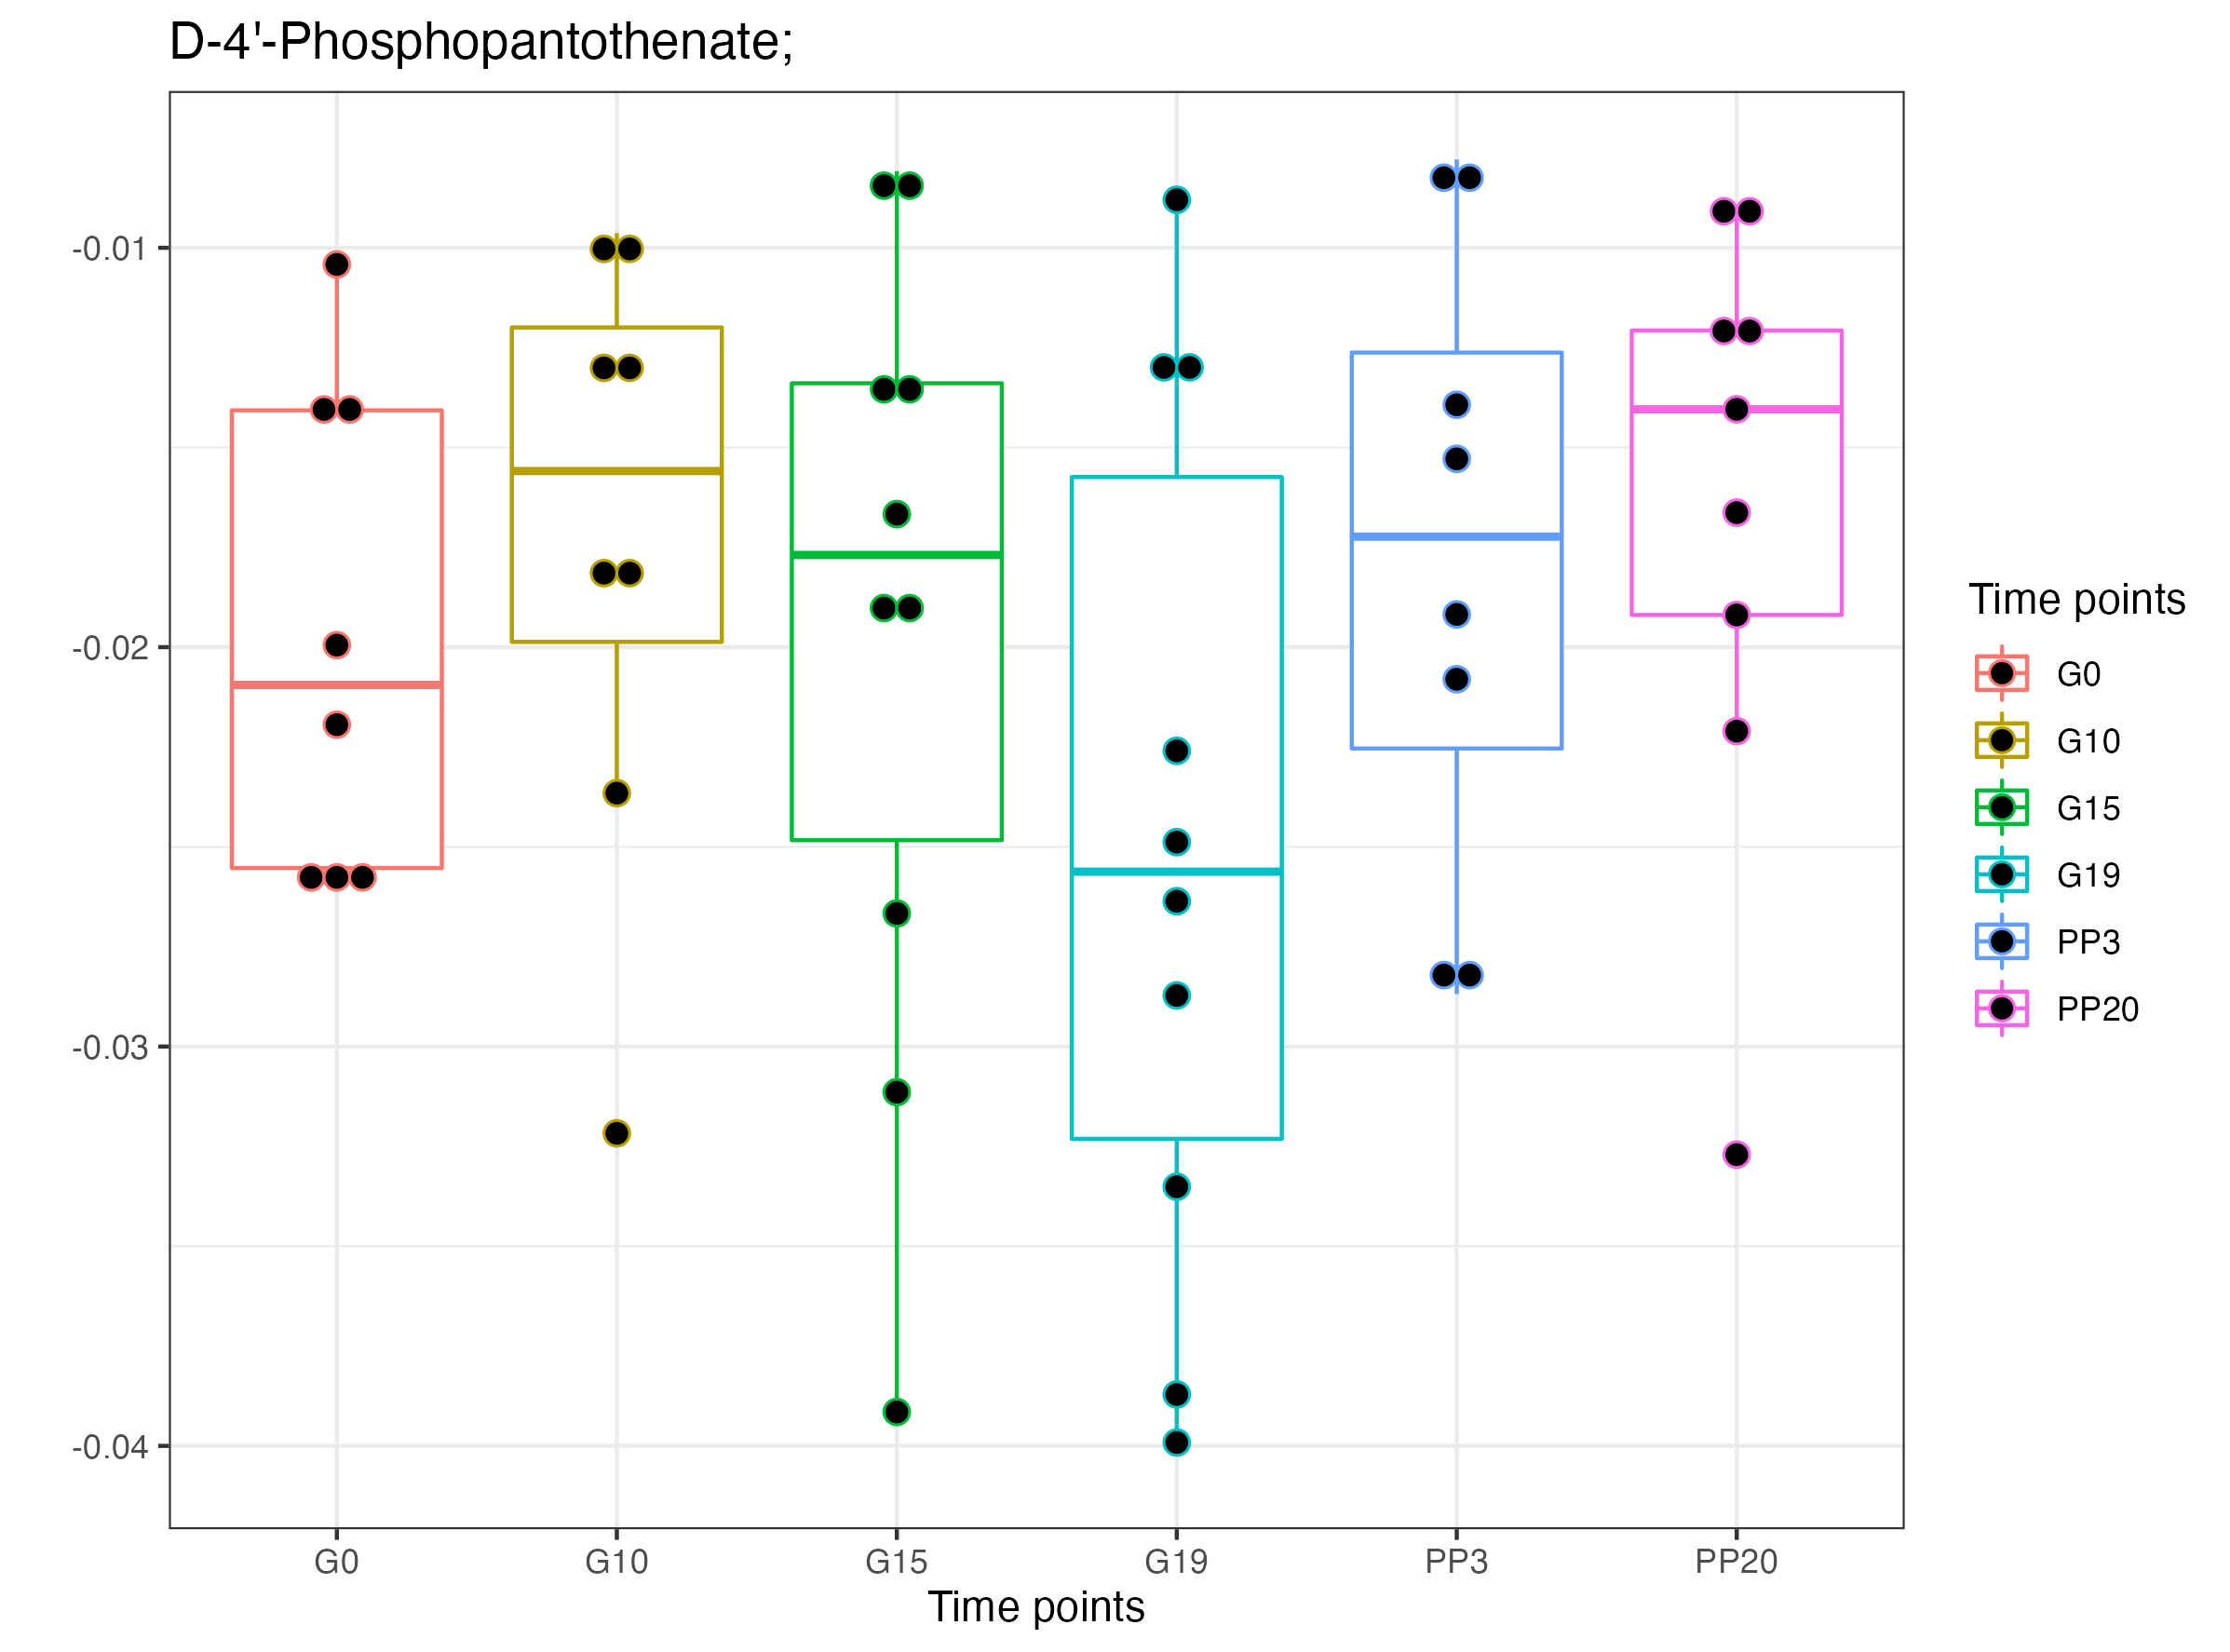 D-4'-Phosphopantothenate;
-0.01
-0.02
-0.03
-0.04
G0 G10 G15 G19 PP3 PP20
Time points
Time points
G0
G10
G15
G19
PP3
PP20